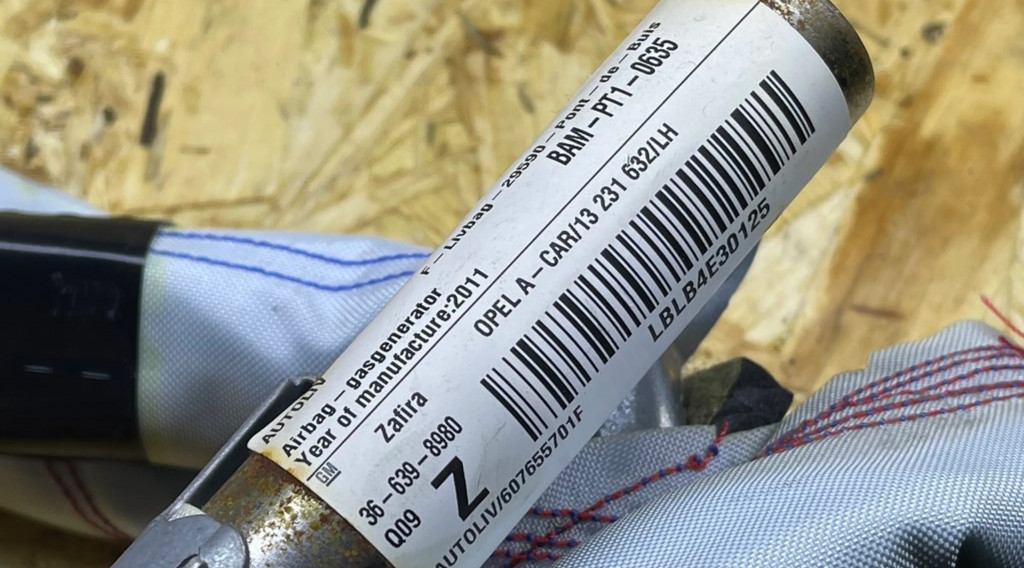 AUTOLIV
Airbag - gasgenerator
F - Livbag - 29590 - Pont - de - Buis
Year of manufacture:2011
BAM - PT1 - 0635
GM
Zafira
OPEL A - CAR/13 231 632/LH
36-639-8980
Q09
Z
LBLB4E30125
AUTOLIV/607655701F